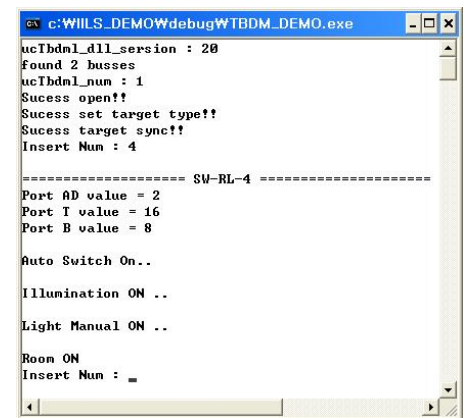 c:₩IILS_DEMO₩debug₩TBDM_DEMO.exe
ucTbdml_dll_sersion : 20
found 2 busses
ucTbdml_num : 1
Sucess open!!
Sucess set target type!!
Sucess target sync!!
Insert Num : 4
==================== SW-RL-4 =====================
Port AD value = 2
Port T value = 16
Port B value = 8
Auto Switch On..
Illumination ON ..
Light Manual ON ..
Room ON
Insert Num : _